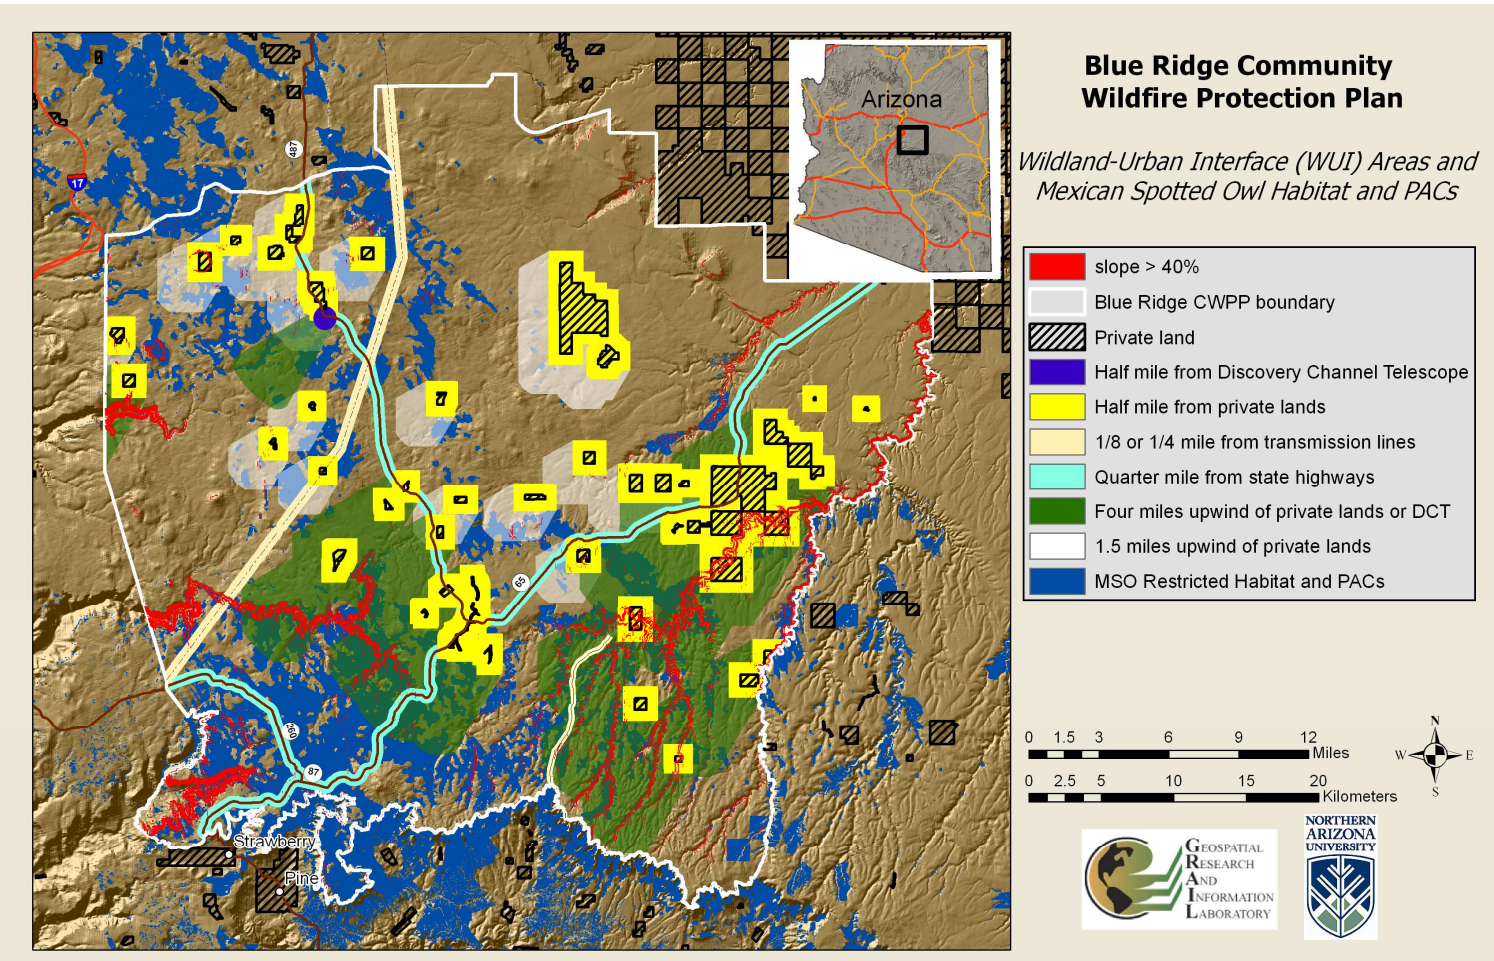 Blue Ridge Community
Wildfire Protection Plan
Wildland-Urban Interface (WUI) Areas and
Mexican Spotted Owl Habitat and PACs
slope > 40%
Blue Ridge CWPP boundary
Private land
Half mile from Discovery Channel Telescope
Half mile from private lands
1/8 or 1/4 mile from transmission lines
Quarter mile from state highways
Four miles upwind of private lands or DCT
1.5 miles upwind of private lands
MSO Restricted Habitat and PACs
Arizona
487
17
65
260
87
Strawberry
Pine
N
W E
S
0 1.5 3 6 9 12
Miles
0 2.5 5 10 15 20
Kilometers
GEOSPATIAL
RESEARCH
AND
INFORMATION
LABORATORY
NORTHERN
ARIZONA
UNIVERSITY